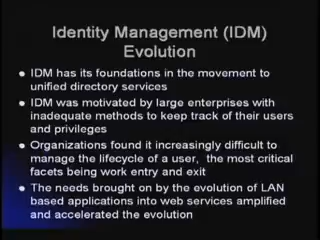 Identity Management (IDM)
Evolution
IDM has its foundations in the movement to
unified directory services
IDM was motivated by large enterprises with
inadequate methods to keep track of their users
and privileges
Organizations found it increasingly difficult to
manage the lifecycle of a user, the most critical
facets being work entry and exit
The needs brought on by the evolution of LAN
based applications into web services amplified
and accelerated the evolution